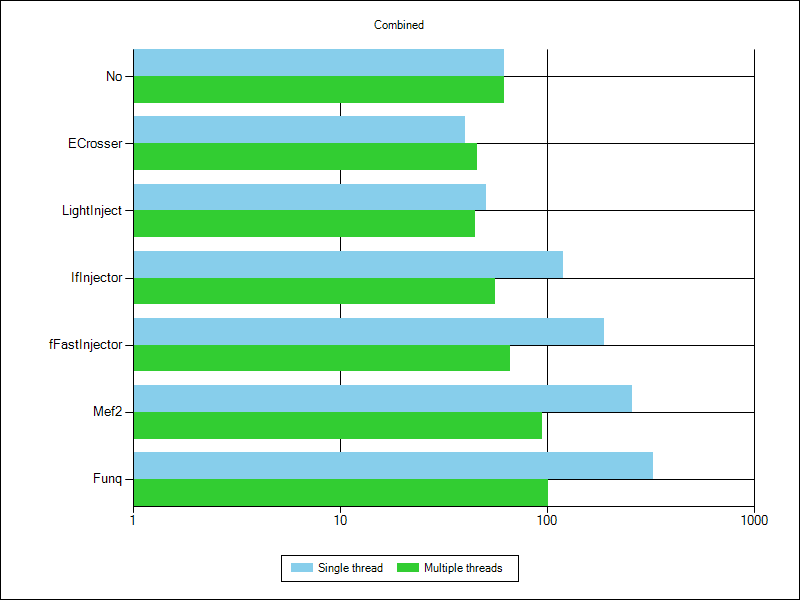 Combined
No
ECrosser
LightInject
IfInjector
fFastInjector
Mef2
Funq
1 10 100 1000
Single thread Multiple threads